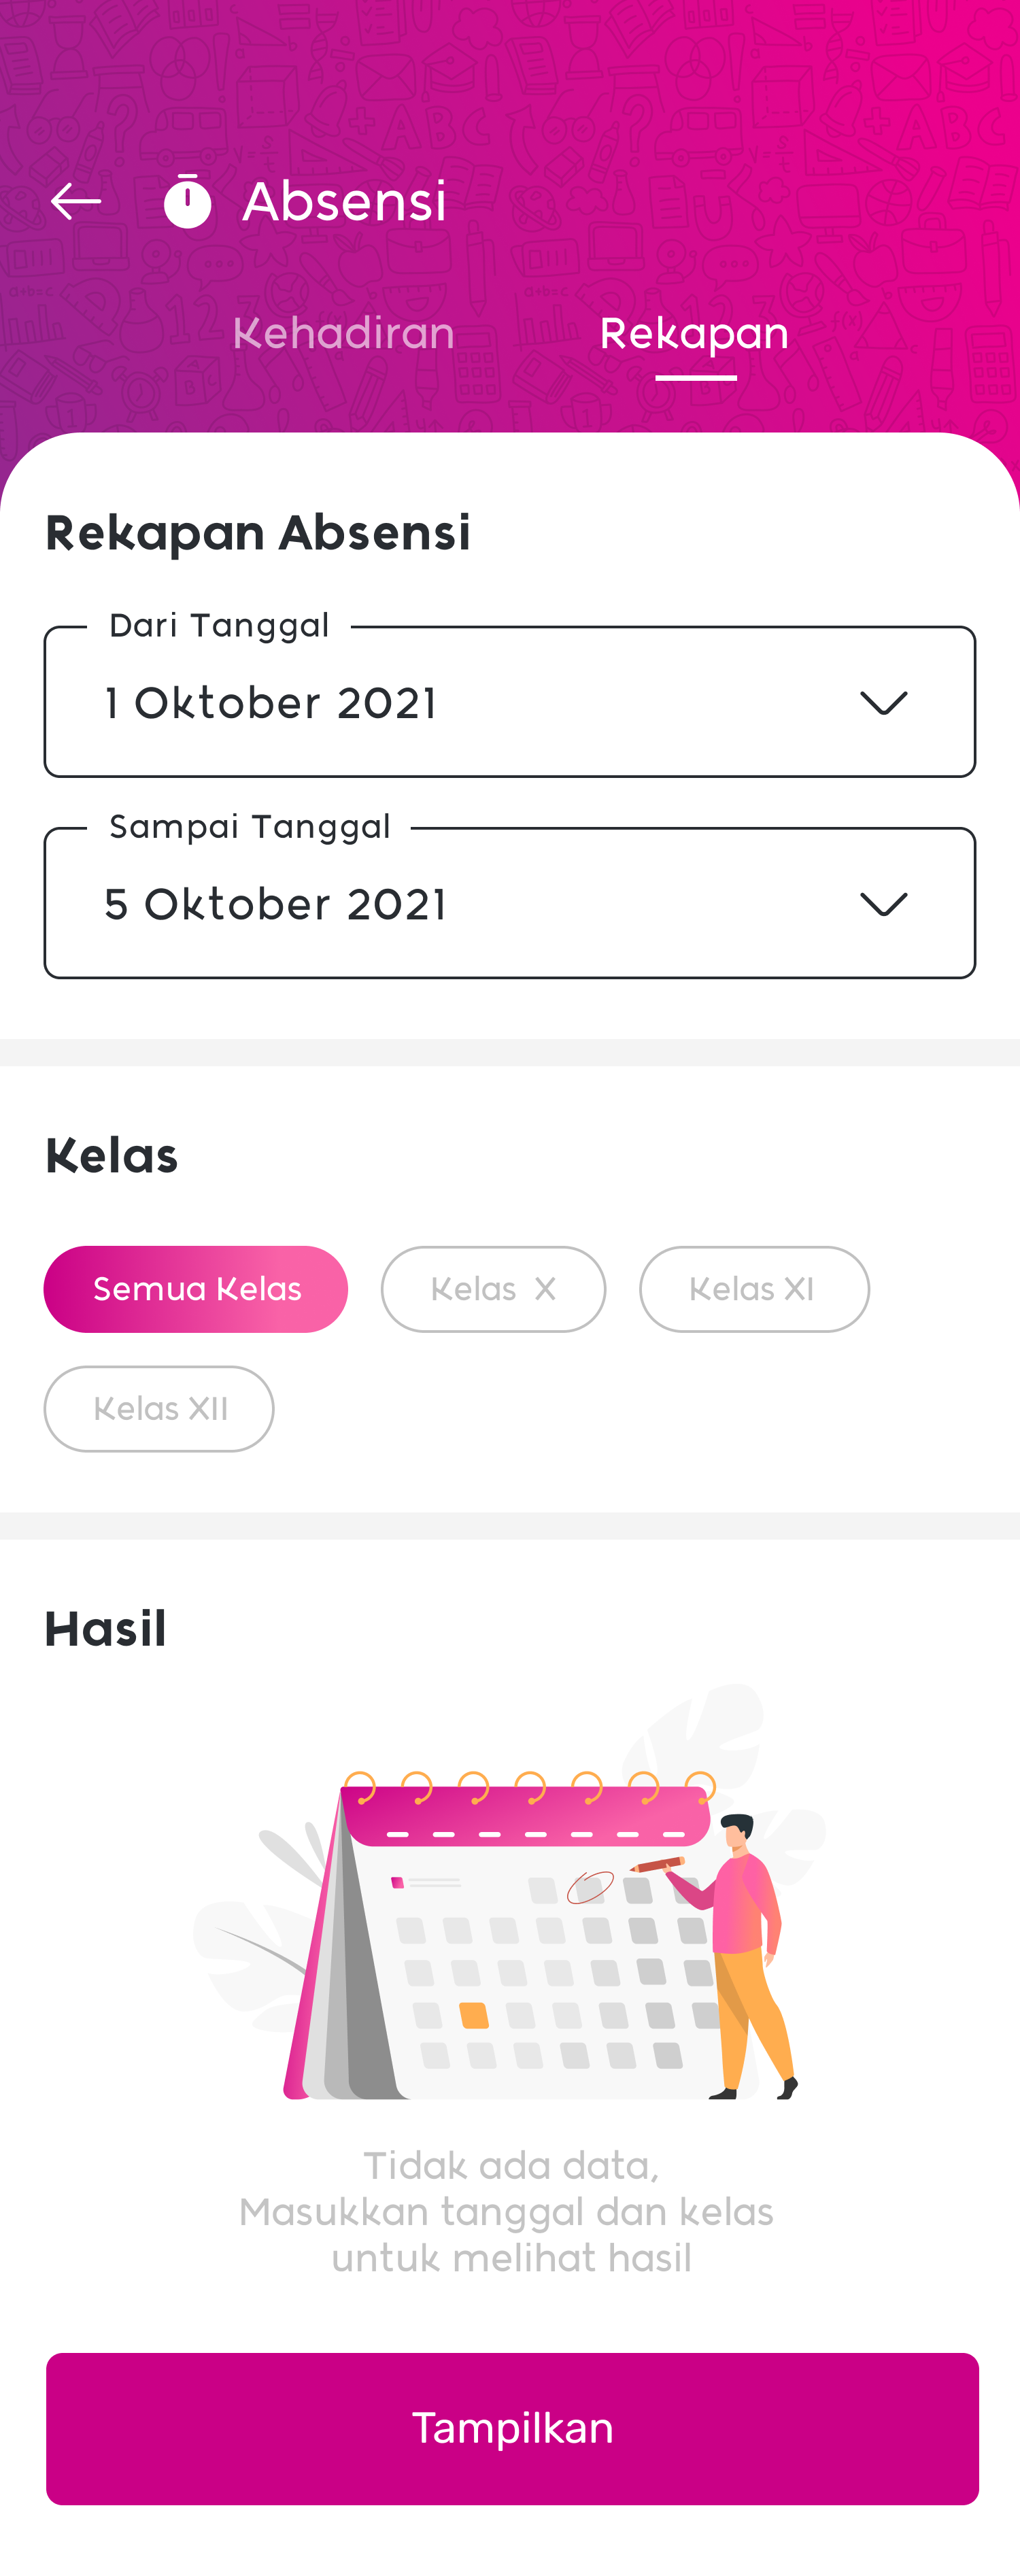 Absensi
Kehadiran Rekapan
Rekapan Absensi
Dari Tanggal
1 Oktober 2021
Sampai Tanggal
5 Oktober 2021
Kelas
Semua Kelas Kelas X Kelas XI
Kelas XII
Hasil
Tidak ada data,
Masukkan tanggal dan kelas
untuk melihat hasil
Tampilkan